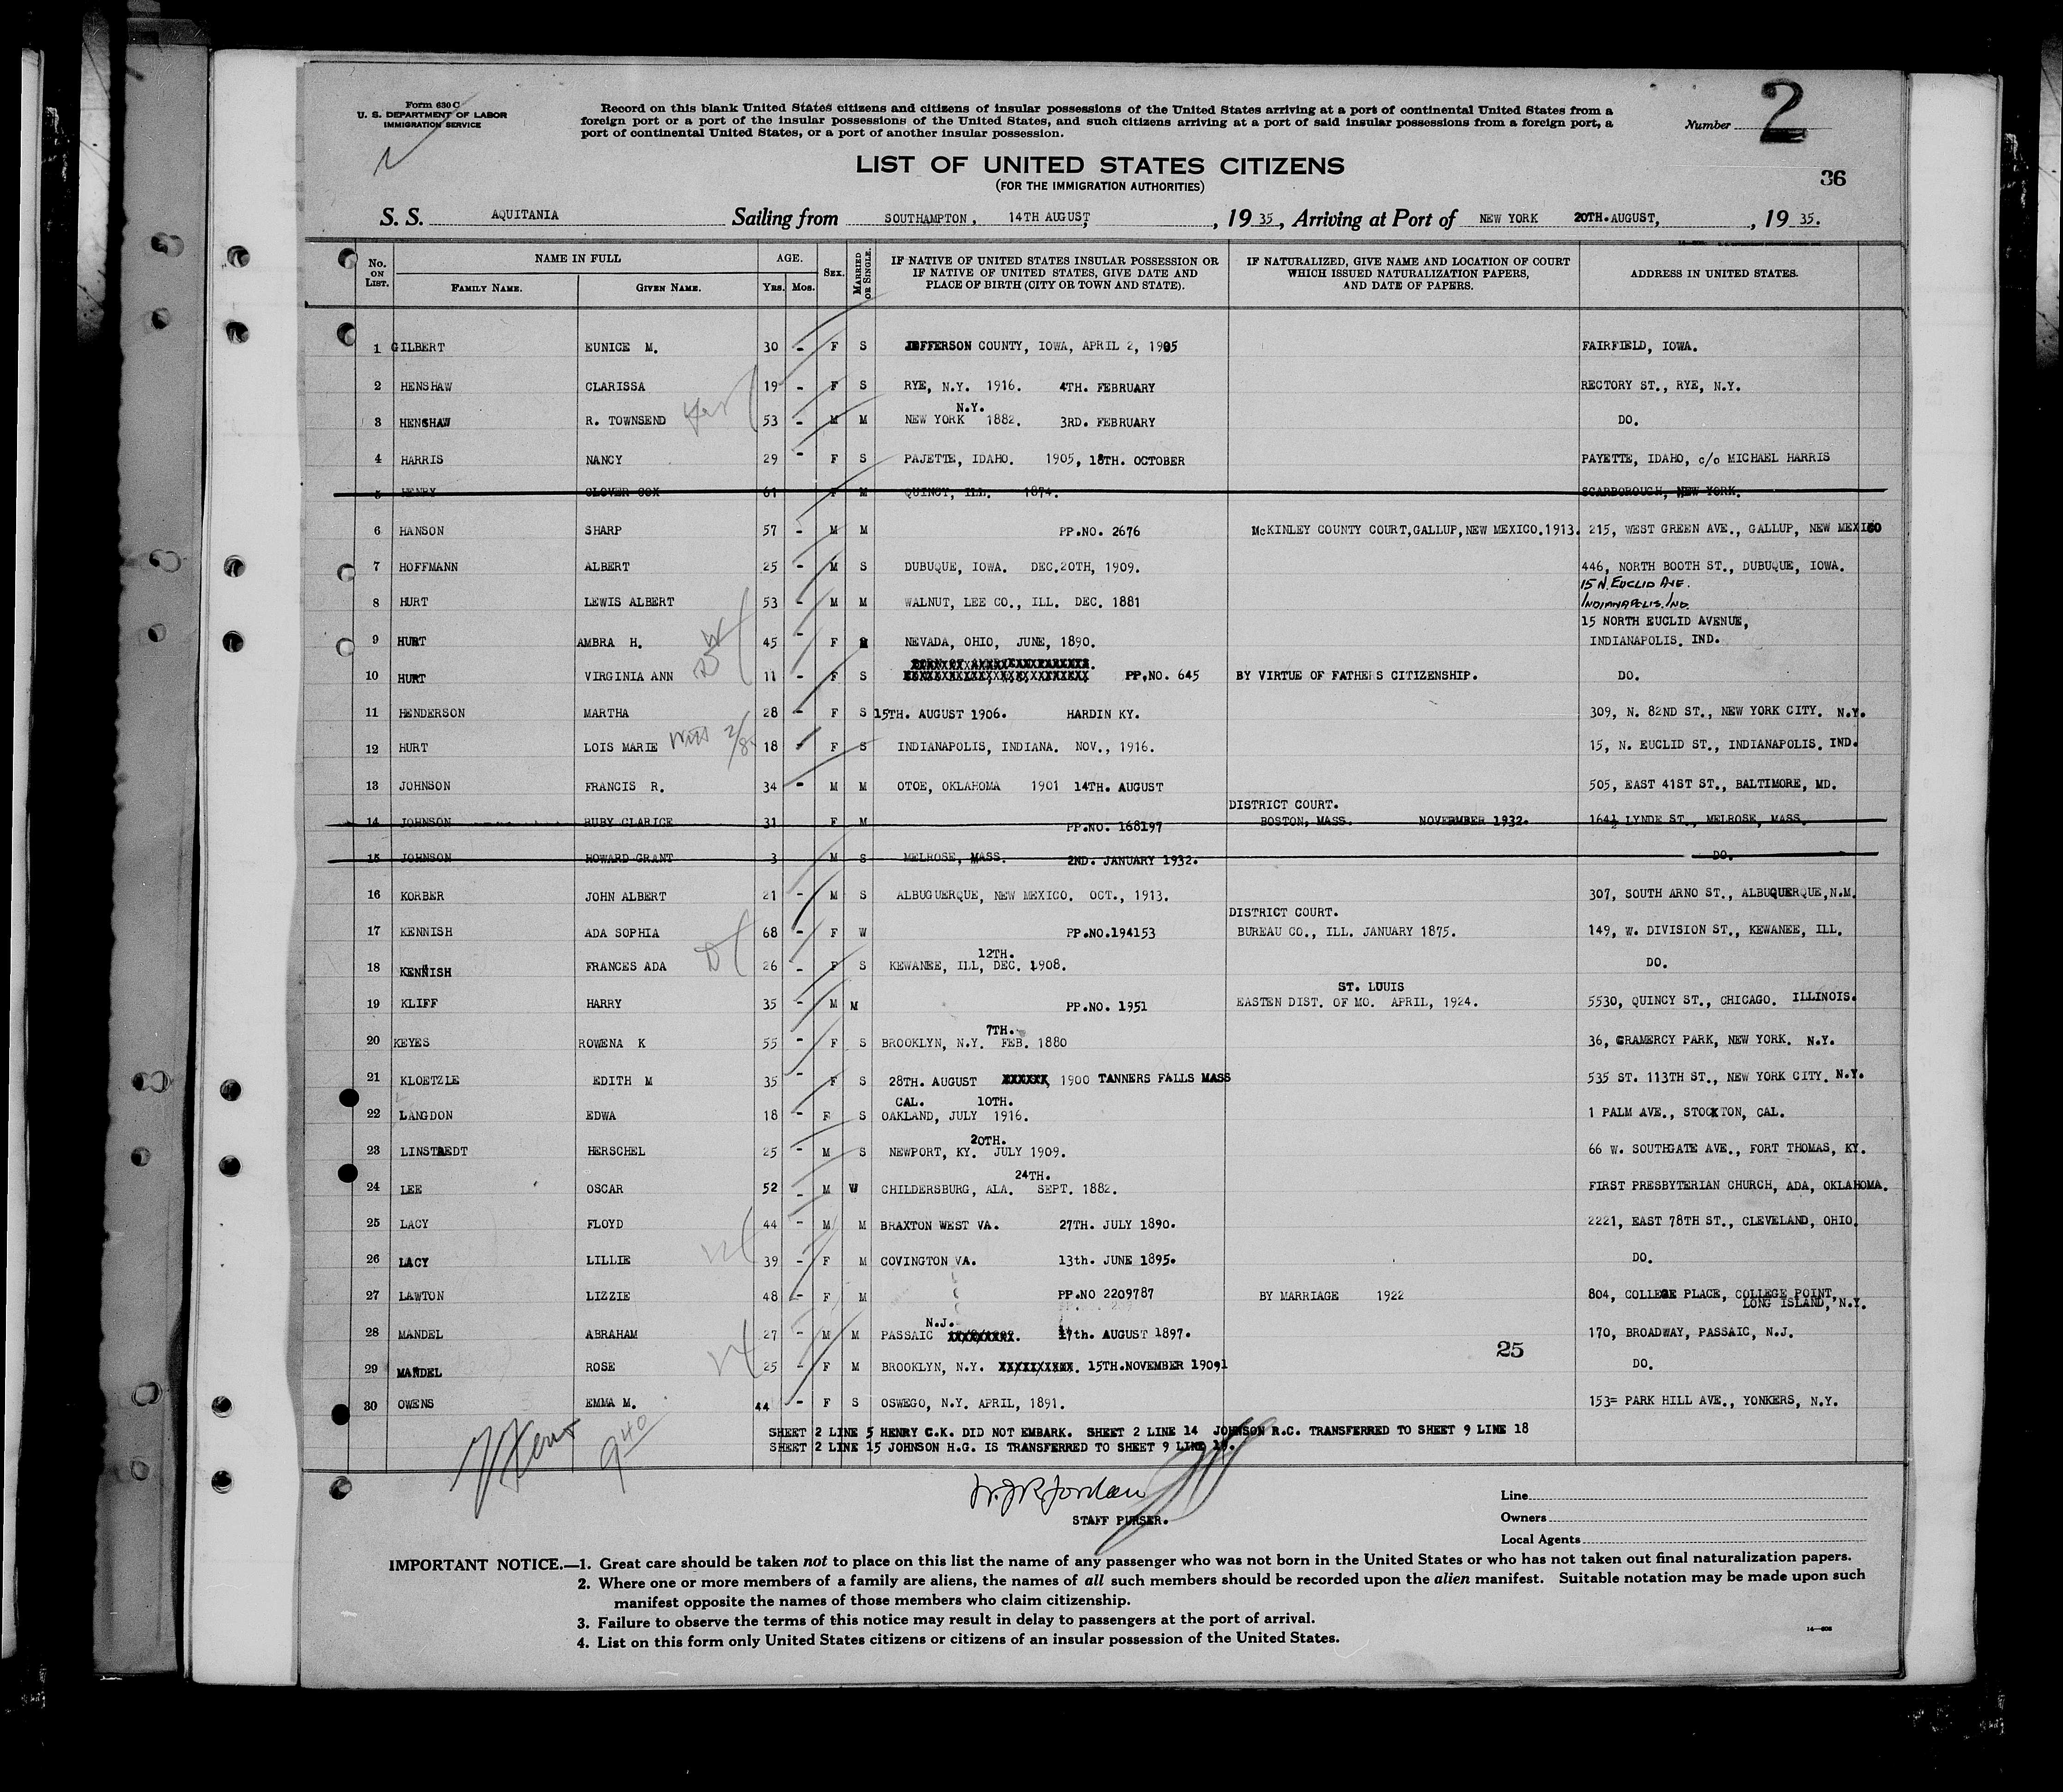 Form 630 C
U. S. DEPARTMENT OF LABOR
IMMIGRATION SERVICE
Record on this blank United States citizens and citizens of insular possessions of the United States arriving at a port of continental United States from a
foreign port or a port of the insular possessions of the United States, and such citizens arriving at a port of said insular possessions from a foreign port, a
port of continental United States, or a port of another insular possession.
Number 2
LIST OF UNITED STATES CITIZENS
(FOR THE IMMIGRATION AUTHORITIES)
36
S. S. AQUITANIA Sailing from SOUTHAMPTON, 14TH AUGUST, 1935, Arriving at Port of NEW YORK 20TH.AUGUST, 1935.
No. ON LIST. NAME IN FULL FAMILY NAME. GIVEN NAME. AGE. YRS. MOS. SEX. MARRIED OR SINGLE. IF NATIVE OF UNITED STATES INSULAR POSSESSION OR IF NATIVE OF UNITED STATES, GIVE DATE AND PLACE OF BIRTH (CITY OR TOWN AND STATE). IF NATURALIZED, GIVE NAME AND LOCATION OF COURT WHICH ISSUED NATURALIZATION PAPERS, AND DATE OF PAPERS. ADDRESS IN UNITED STATES.
1 GILBERT EUNICE M. 30 - F S JEFFERSON COUNTY, IOWA, APRIL 2, 1905 FAIRFIELD, IOWA.
2 HENSHAW CLARISSA 19 - F S RYE, N.Y. 1916. 4TH. FEBRUARY RECTORY ST., RYE, N.Y.
N.Y.
3 HENSHAW R. TOWNSEND 53 - M M NEW YORK 1882. 3RD. FEBRUARY DO.
4 HARRIS NANCY 29 - F S PAJETTE, IDAHO. 1905, 18TH. OCTOBER PAYETTE, IDAHO, c/o MICHAEL HARRIS
5 HENRY CLOVER COX 61 F M QUINCY, ILL. 1874. SCARBOROUGH, NEW YORK.
6 HANSON SHARP 57 - M M PP.NO. 2676 McKINLEY COUNTY COURT,GALLUP,NEW MEXICO.1913. 215, WEST GREEN AVE., GALLUP, NEW MEXICO
7 HOFFMANN ALBERT 25 - M S DUBUQUE, IOWA. DEC.20TH, 1909. 446, NORTH BOOTH ST., DUBUQUE, IOWA.
15 N. EUCLID AVE.
8 HURT LEWIS ALBERT 53 - M M WALNUT, LEE CO., ILL. DEC. 1881 INDIANAPOLIS. IND.
15 NORTH EUCLID AVENUE,
9 HURT AMBRA H. 45 - F M NEVADA, OHIO, JUNE, 1890. INDIANAPOLIS. IND.
10 HURT VIRGINIA ANN 11 - F S PP.NO. 645 BY VIRTUE OF FATHERS CITIZENSHIP. DO.
11 HENDERSON MARTHA 28 - F S 15TH. AUGUST 1906. HARDIN KY. 309, N. 82ND ST., NEW YORK CITY. N.Y.
12 HURT LOIS MARIE 18 - F S INDIANAPOLIS, INDIANA. NOV., 1916. 15, N. EUCLID ST., INDIANAPOLIS. IND.
13 JOHNSON FRANCIS R. 34 - M M OTOE, OKLAHOMA 1901 14TH. AUGUST 505, EAST 41ST ST., BALTIMORE, MD.
DISTRICT COURT.
14 JOHNSON RUBY CLARICE 31 F M PP.NO. 168197 BOSTON, MASS. NOVERMBER 1932. 164½ LYNDE ST., MELROSE, MASS.
15 JOHNSON HOWARD GRANT 3 M S MELROSE, MASS. 2ND. JANUARY 1932. DO.
16 KORBER JOHN ALBERT 21 - M S ALBUGUERQUE, NEW MEXICO. OCT., 1913. 307, SOUTH ARNO ST., ALBUQUERQUE,N.M.
DISTRICT COURT.
17 KENNISH ADA SOPHIA 68 - F W PP.NO.194153 BUREAU CO., ILL. JANUARY 1875. 149, W. DIVISION ST., KEWANEE, ILL.
12TH.
18 KENNISH FRANCES ADA 26 - F S KEWANEE, ILL, DEC. 1908. DO.
ST. LOUIS
19 KLIFF HARRY 35 - M M PP.NO. 1951 EASTEN DIST. OF MO. APRIL, 1924. 5530, QUINCY ST., CHICAGO. ILLINOIS.
7TH.
20 KEYES ROWENA K 55 - F S BROOKLYN, N.Y. FEB. 1880 36, GRAMERCY PARK, NEW YORK. N.Y.
21 KLOETZLE EDITH M 35 F S 28TH. AUGUST XXXXXX, 1900 TANNERS FALLS MASS 535 ST. 113TH ST., NEW YORK CITY. N.Y.
CAL. 10TH.
22 LANGDON EDWA 18 - F S OAKLAND, JULY 1916. 1 PALM AVE., STOCKTON, CAL.
20TH.
23 LINSTAEDT HERSCHEL 25 - M S NEWPORT, KY. JULY 1909. 66 W. SOUTHGATE AVE., FORT THOMAS, KY.
24TH.
24 LEE OSCAR 52 - M W CHILDERSBURG, ALA. SEPT. 1882. FIRST PRESBYTERIAN CHURCH, ADA, OKLAHOMA.
25 LACY FLOYD 44 - M M BRAXTON WEST VA. 27TH. JULY 1890. 2221, EAST 78TH ST., CLEVELAND, OHIO.
26 LACY LILLIE 39 - F M COVINGTON VA. 13th. JUNE 1895. DO.
27 LAWTON LIZZIE 48 - F M PP.NO 2209787 BY MARRIAGE 1922 804, COLLEGE PLACE, COLLEGE POINT,
LONG ISLAND, N.Y.
N.J.
28 MANDEL ABRAHAM 27 - M M PASSAIC 17th. AUGUST 1897. 170, BROADWAY, PASSAIC, N.J.
25
29 MANDEL ROSE 25 - F M BROOKLYN, N.Y. XXXXXXXXXX. 15TH.NOVEMBER 19091 DO.
30 OWENS EMMA M. 44 - F S OSWEGO, N.Y. APRIL, 1891. 153= PARK HILL AVE., YONKERS, N.Y.
SHEET 2 LINE 5 HENRY C.K. DID NOT EMBARK. SHEET 2 LINE 14 JOHNSON R.C. TRANSFERRED TO SHEET 9 LINE 18
SHEET 2 LINE 15 JOHNSON H.G. IS TRANSFERRED TO SHEET 9 LINE 19.
9 40
W.J.R.Jordan
STAFF PURSER.
Line
Owners
Local Agents
IMPORTANT NOTICE.—1. Great care should be taken not to place on this list the name of any passenger who was not born in the United States or who has not taken out final naturalization papers.
2. Where one or more members of a family are aliens, the names of all such members should be recorded upon the alien manifest. Suitable notation may be made upon such
manifest opposite the names of those members who claim citizenship.
3. Failure to observe the terms of this notice may result in delay to passengers at the port of arrival.
4. List on this form only United States citizens or citizens of an insular possession of the United States.
14—608